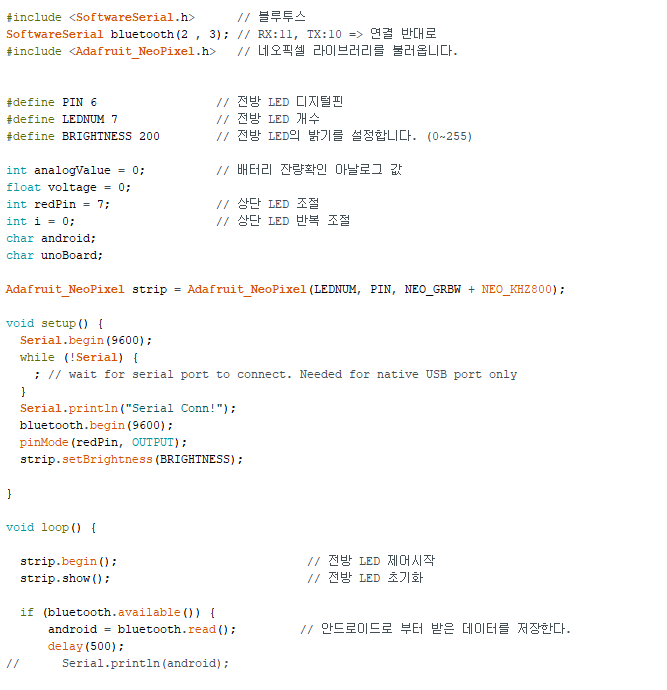 #include <SoftwareSerial.h>      // 블루투스
SoftwareSerial bluetooth(2 , 3); // RX:11, TX:10 => 연결 반대로
#include <Adafruit_NeoPixel.h>   // 네오픽셀 라이브러리를 불러옵니다.
#define PIN 6                 // 전방 LED 디지털핀
#define LEDNUM 7              // 전방 LED 개수
#define BRIGHTNESS 200        // 전방 LED의 밝기를 설정합니다. (0~255)
int analogValue = 0;          // 배터리 잔량확인 아날로그 값
float voltage = 0;
int redPin = 7;               // 상단 LED 조절
int i = 0;                    // 상단 LED 반복 조절
char android;
char unoBoard;
Adafruit_NeoPixel strip = Adafruit_NeoPixel(LEDNUM, PIN, NEO_GRBW + NEO_KHZ800);
void setup() {
  Serial.begin(9600);
  while (!Serial) {
    ; // wait for serial port to connect. Needed for native USB port only
  }
  Serial.println("Serial Conn!");
  bluetooth.begin(9600);
  pinMode(redPin, OUTPUT);
  strip.setBrightness(BRIGHTNESS);
}
void loop() {
  strip.begin();                           // 전방 LED 제어시작
  strip.show();                            // 전방 LED 초기화
  if (bluetooth.available()) {
      android = bluetooth.read();         // 안드로이드로 부터 받은 데이터를 저장한다.
      delay(500);
//      Serial.println(android);